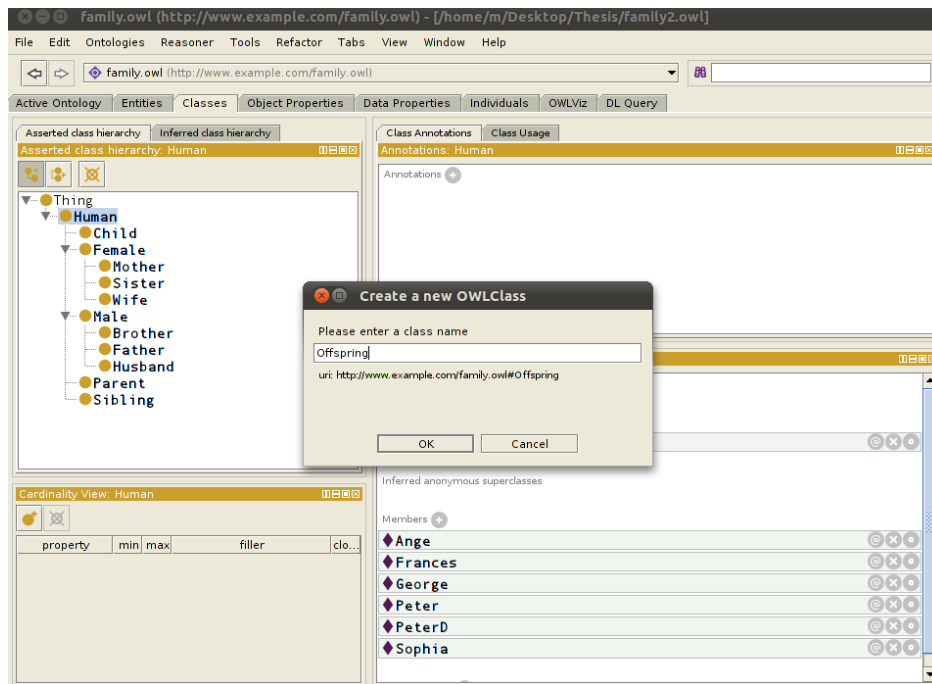 family.owl (http://www.example.com/family.owl) - [/home/m/Desktop/Thesis/family2.owl]
File Edit Ontologies Reasoner Tools Refactor Tabs View Window Help
family.owl (http://www.example.com/family.owl)
Active Ontology Entities Classes Object Properties Data Properties Individuals OWLViz DL Query
Asserted class hierarchy Inferred class hierarchy
Asserted class hierarchy: Human
Thing
Human
Child
Female
Mother
Sister
Wife
Male
Brother
Father
Husband
Parent
Sibling
Cardinality View: Human
property min max filler clo...
Class Annotations Class Usage
Annotations: Human
Annotations
Create a new OWLClass
Please enter a class name
Offspring
uri: http://www.example.com/family.owl#Offspring
OK Cancel
Inferred anonymous superclasses
Members
Ange
Frances
George
Peter
PeterD
Sophia